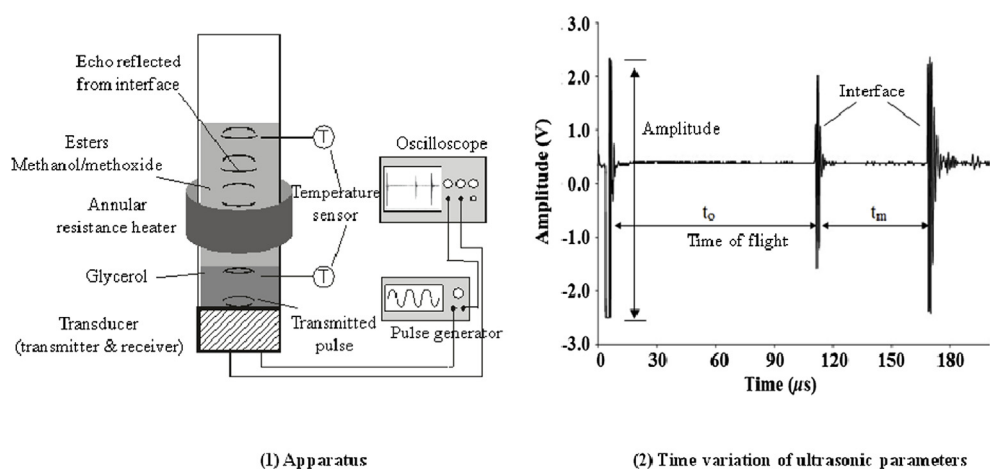 Echo reflected
from interface
Esters
Methanol/methoxide
Annular
resistance heater
Glycerol
Transducer
(transmitter & receiver)
T
Temperature
sensor
T
Transmitted
pulse
Oscilloscope
Pulse generator
(1) Apparatus
Amplitude (V)
3.0
2.0
1.0
0.0
-1.0
-2.0
-3.0
Amplitude
Interface
to
tm
Time of flight
0
30
60
90
120
150
180
Time (μs)
(2) Time variation of ultrasonic parameters